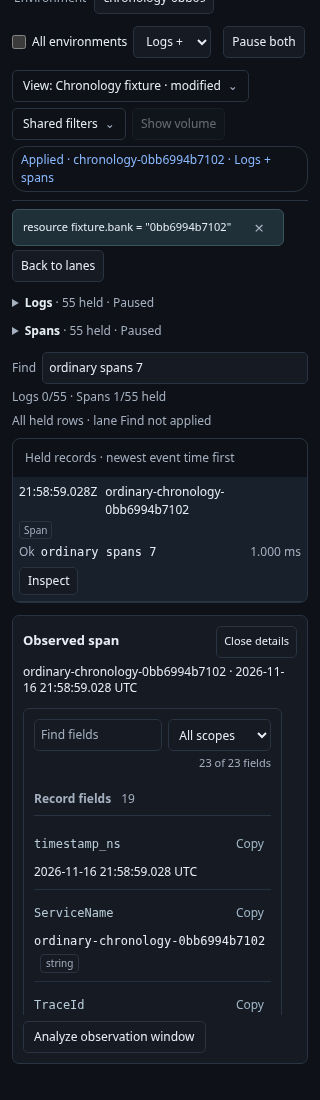 All environments Logs + Pause both
View: Chronology fixture · modified
Shared filters Show volume
Applied · chronology-0bb6994b7102 · Logs +
spans
resource fixture.bank = "0bb6994b7102" ×
Back to lanes
Logs · 55 held · Paused
Spans · 55 held · Paused
Find ordinary spans 7
Logs 0/55 · Spans 1/55 held
All held rows · lane Find not applied
Held records · newest event time first
21:58:59.028Z ordinary-chronology-
0bb6994b7102
Span
Ok ordinary spans 7 1.000 ms
Inspect
Observed span Close details
ordinary-chronology-0bb6994b7102 · 2026-11-
16 21:58:59.028 UTC
Find fields All scopes
23 of 23 fields
Record fields 19
timestamp_ns Copy
2026-11-16 21:58:59.028 UTC
ServiceName Copy
ordinary-chronology-0bb6994b7102
string
TraceId Copy
Analyze observation window